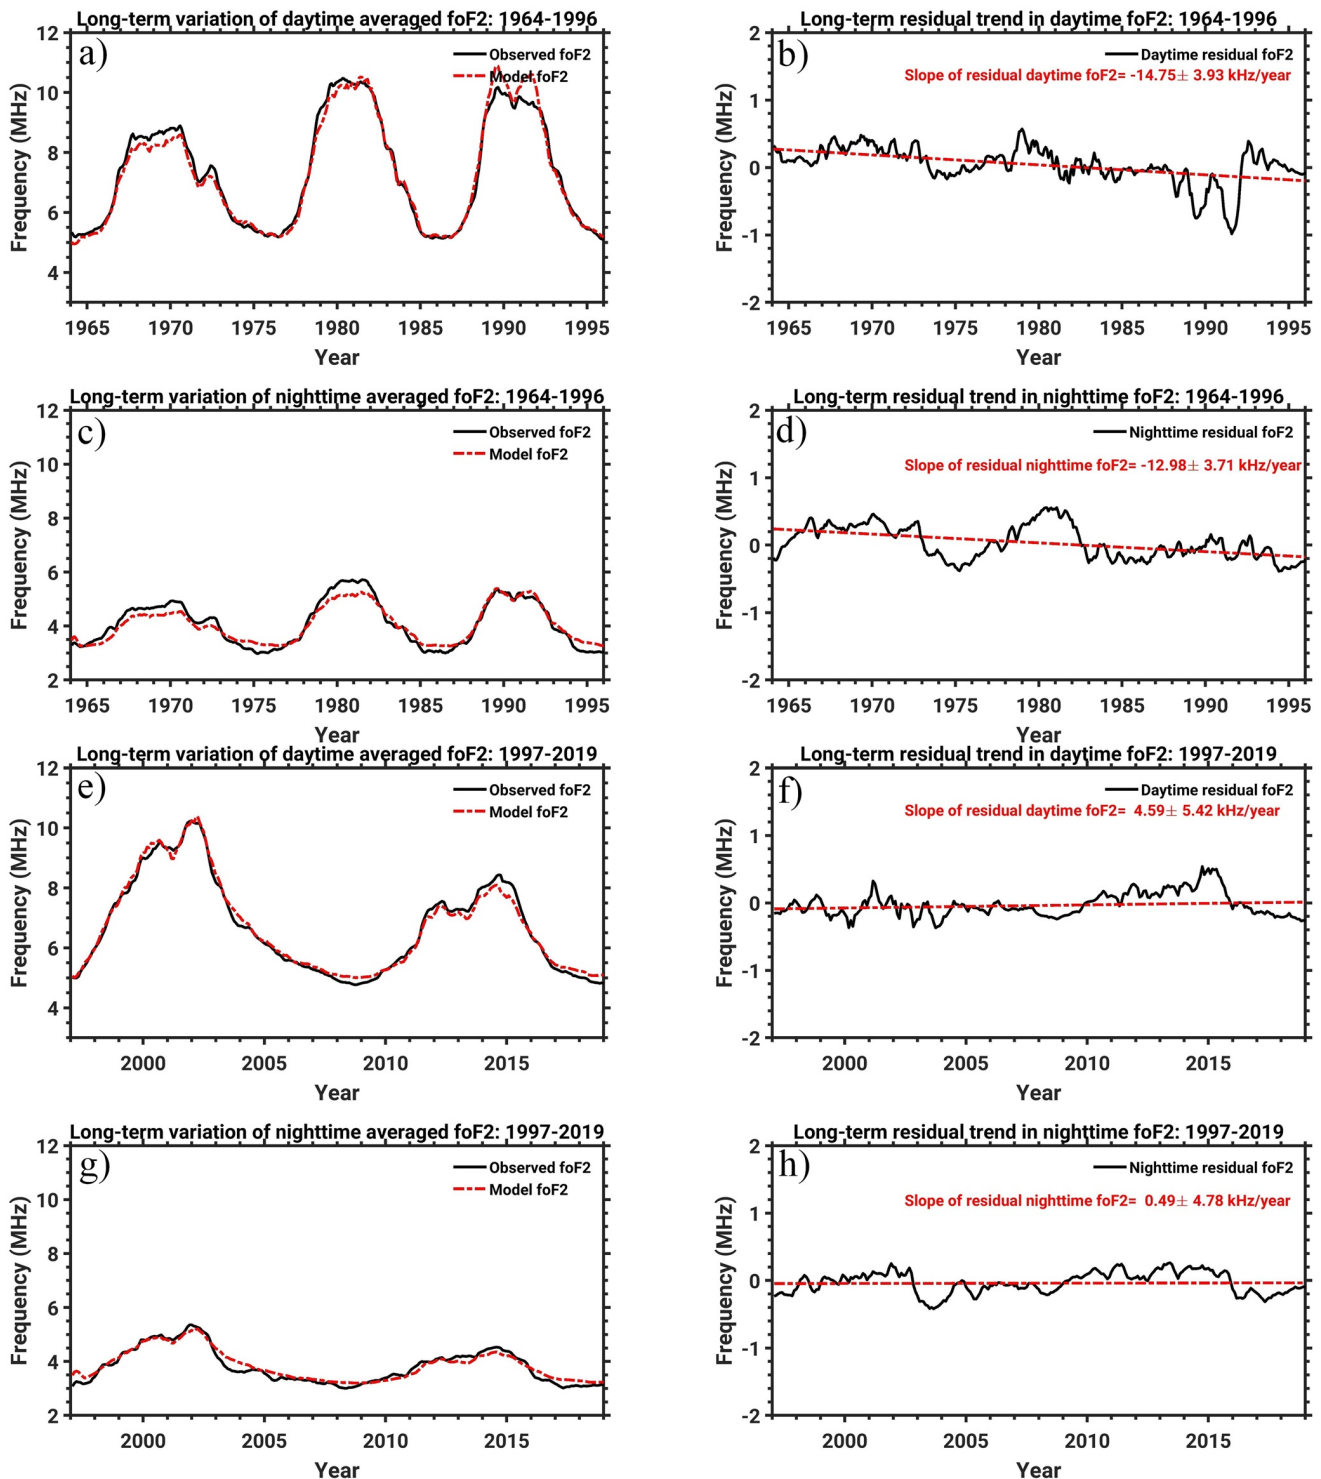 Long-term variation of daytime averaged foF2: 1964-1996
a)
Observed foF2
Model foF2
12
10
8
6
4
Frequency (MHz)
1965 1970 1975 1980 1985 1990 1995
Year
Long-term residual trend in daytime foF2: 1964-1996
b)
Daytime residual foF2
Slope of residual daytime foF2= -14.75± 3.93 kHz/year
2
1
0
-1
-2
Frequency (MHz)
1965 1970 1975 1980 1985 1990 1995
Year
Long-term variation of nighttime averaged foF2: 1964-1996
c)
Observed foF2
Model foF2
12
10
8
6
4
2
Frequency (MHz)
1965 1970 1975 1980 1985 1990 1995
Year
Long-term residual trend in nighttime foF2: 1964-1996
d)
Nighttime residual foF2
Slope of residual nighttime foF2= -12.98± 3.71 kHz/year
2
1
0
-1
-2
Frequency (MHz)
1965 1970 1975 1980 1985 1990 1995
Year
Long-term variation of daytime averaged foF2: 1997-2019
e)
Observed foF2
Model foF2
12
10
8
6
4
Frequency (MHz)
2000 2005 2010 2015
Year
Long-term residual trend in daytime foF2: 1997-2019
f)
Daytime residual foF2
Slope of residual daytime foF2= 4.59± 5.42 kHz/year
2
1
0
-1
-2
Frequency (MHz)
2000 2005 2010 2015
Year
Long-term variation of nighttime averaged foF2: 1997-2019
g)
Observed foF2
Model foF2
12
10
8
6
4
2
Frequency (MHz)
2000 2005 2010 2015
Year
Long-term residual trend in nighttime foF2: 1997-2019
h)
Nighttime residual foF2
Slope of residual nighttime foF2= 0.49± 4.78 kHz/year
2
1
0
-1
-2
Frequency (MHz)
2000 2005 2010 2015
Year